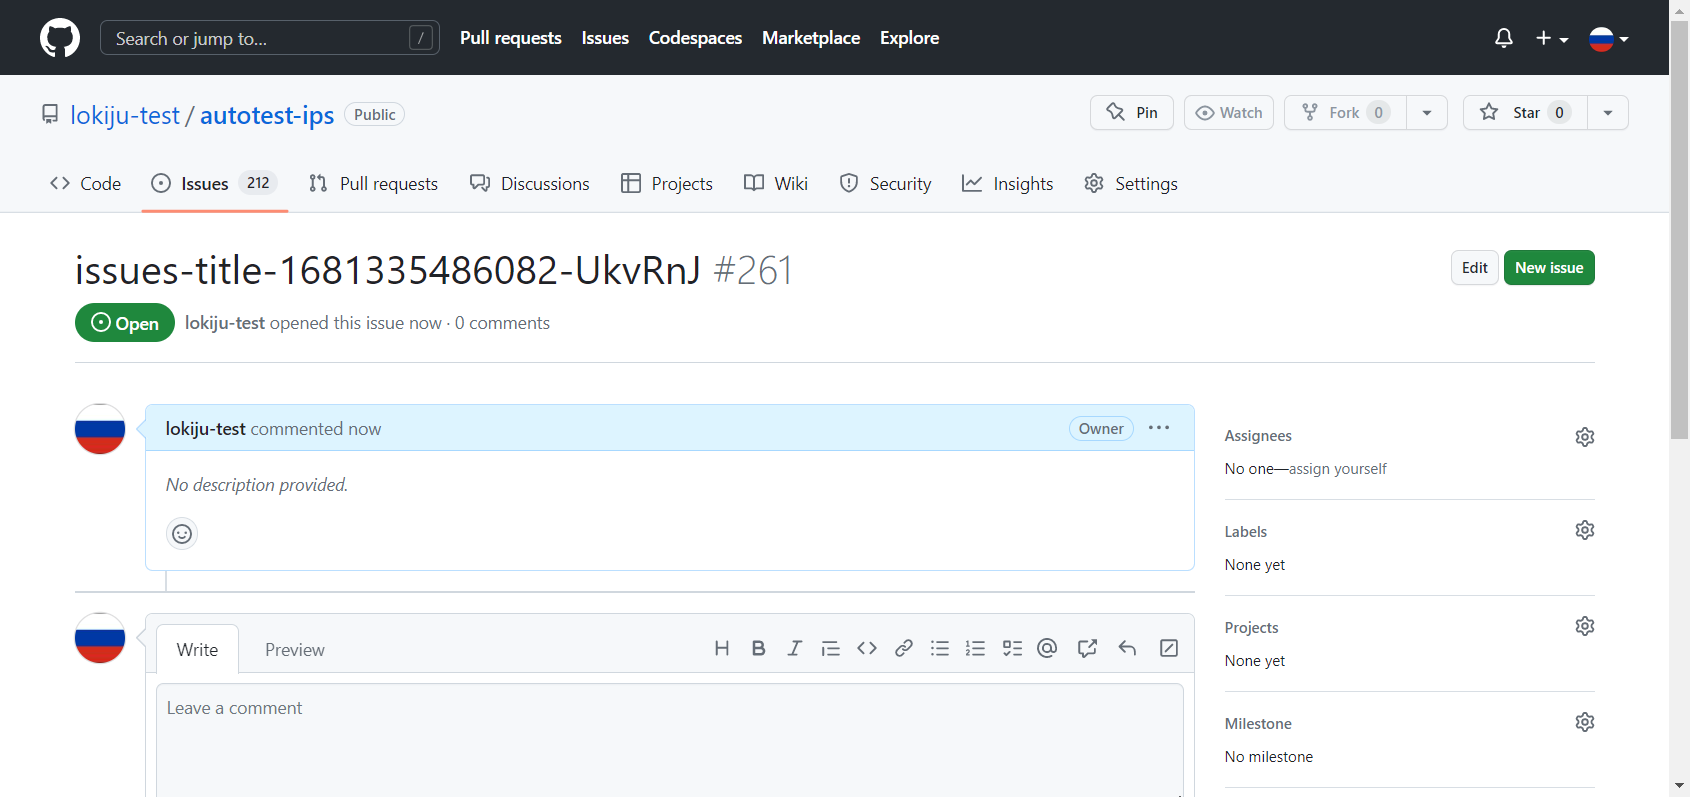 Search or jump to... / Pull requests Issues Codespaces Marketplace Explore
lokiju-test / autotest-ips Public Pin Watch Fork 0 Star 0
Code Issues 212 Pull requests Discussions Projects Wiki Security Insights Settings
issues-title-1681335486082-UkvRnJ #261 Edit New issue
Open lokiju-test opened this issue now · 0 comments
lokiju-test commented now Owner
No description provided.
Write Preview
Leave a comment
Assignees
No one—assign yourself
Labels
None yet
Projects
None yet
Milestone
No milestone